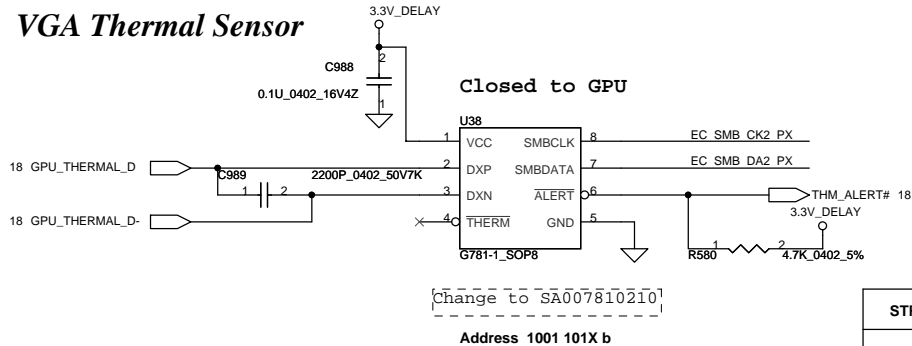 VGA Thermal Sensor
3.3V_DELAY
2
C988
0.1U_0402_16V4Z
1
Closed to GPU
U38
1 VCC SMBCLK 8 EC_SMB_CK2_PX
18 GPU_THERMAL_D 2 DXP SMBDATA 7 EC_SMB_DA2_PX
C989 2200P_0402_50V7K
1 2
3 DXN ALERT 6 THM_ALERT# 18
18 GPU_THERMAL_D- 4 THERM GND 5
3.3V_DELAY
G781-1_SOP8
R580 1 2 4.7K_0402_5%
Change to SA007810210
Address 1001 101X b